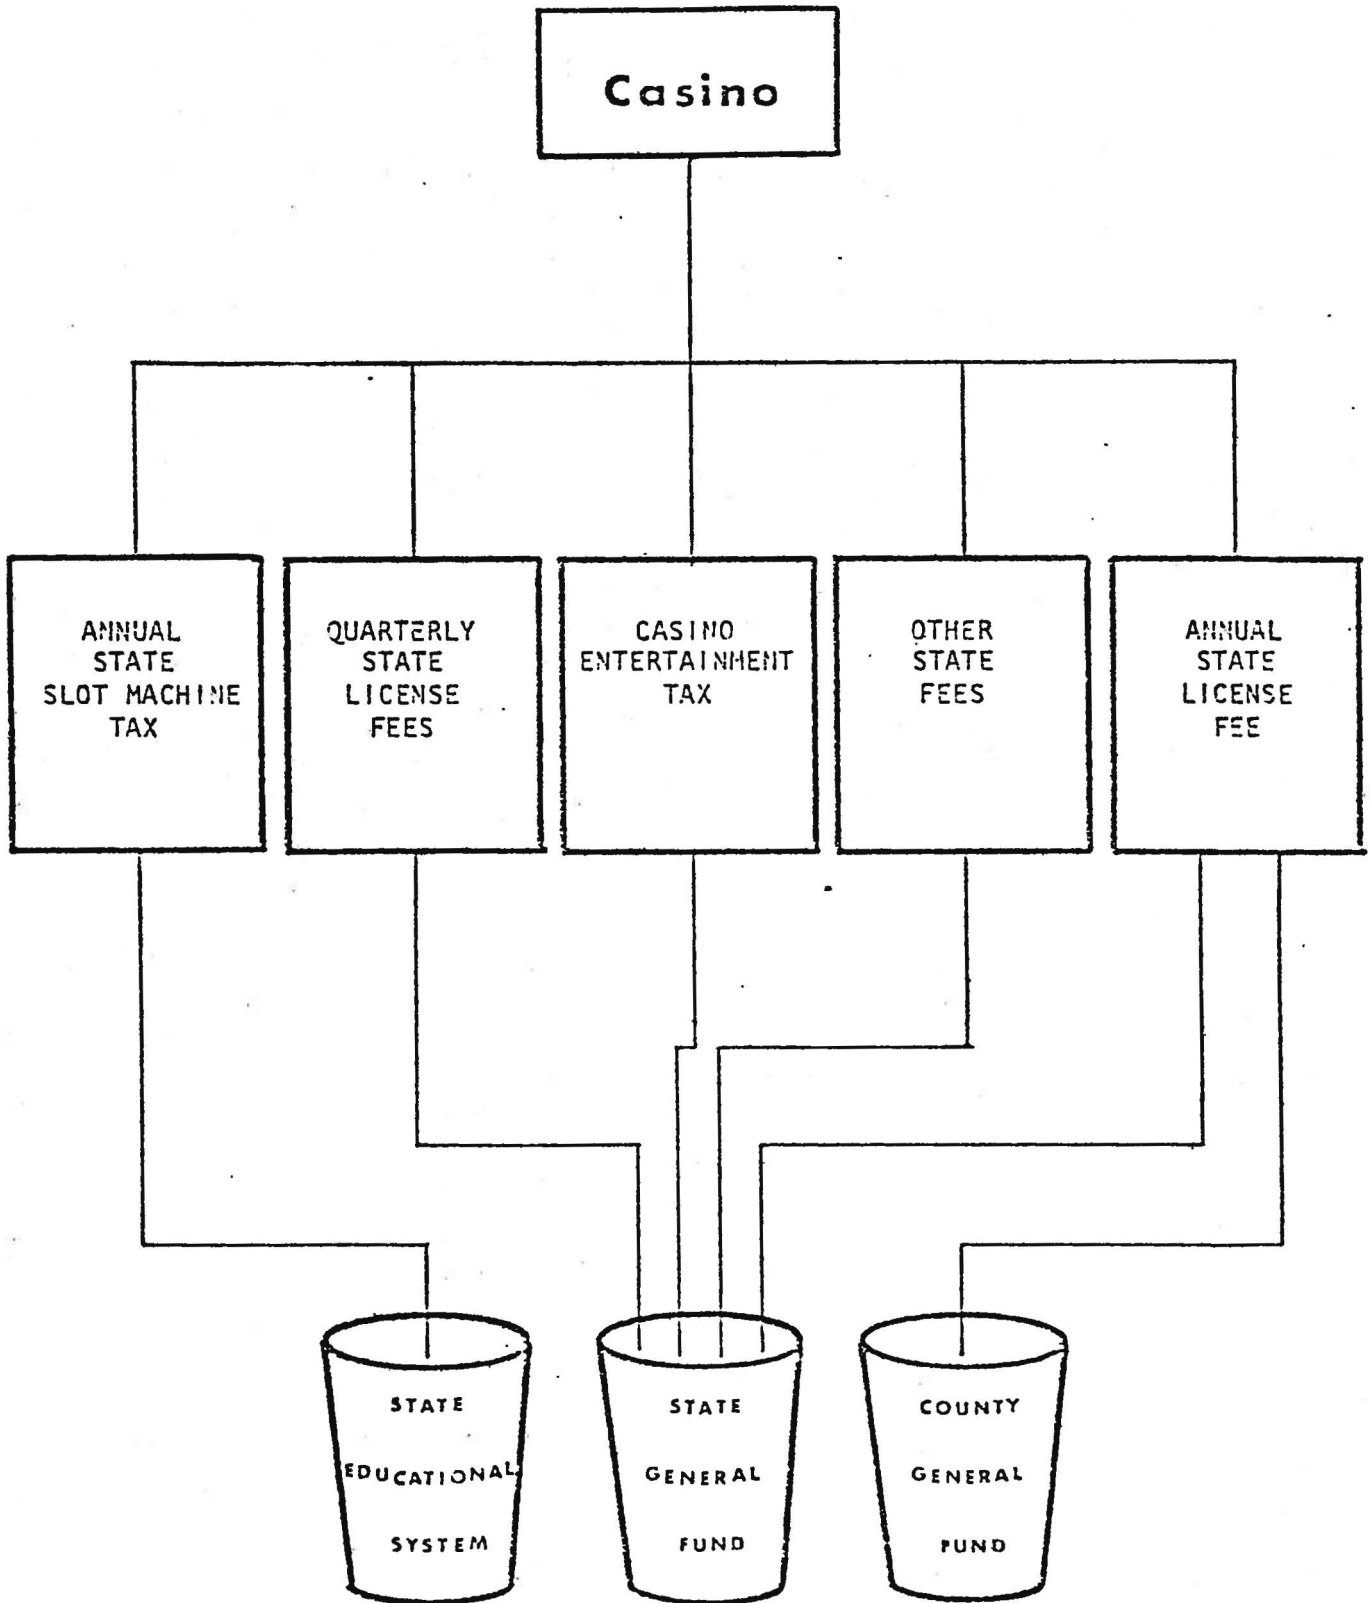 Casino
ANNUAL
STATE
SLOT MACHINE
TAX
QUARTERLY
STATE
LICENSE
FEES
CASINO
ENTERTAINMENT
TAX
OTHER
STATE
FEES
ANNUAL
STATE
LICENSE
FEE
STATE
EDUCATIONAL
SYSTEM
STATE
GENERAL
FUND
COUNTY
GENERAL
FUND